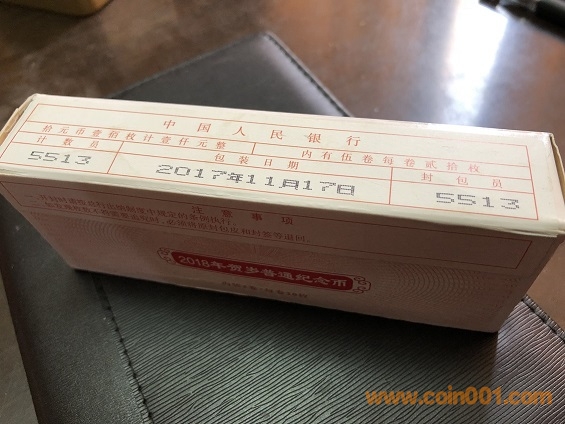 中国人民银行
拾元币壹佰枚计壹仟元整 内有伍卷每卷贰拾枚
计数员 包装日期 封包员
5513 2017年11月17日 5513
注意事项
2018年贺岁普通纪念币
www.coin001.com